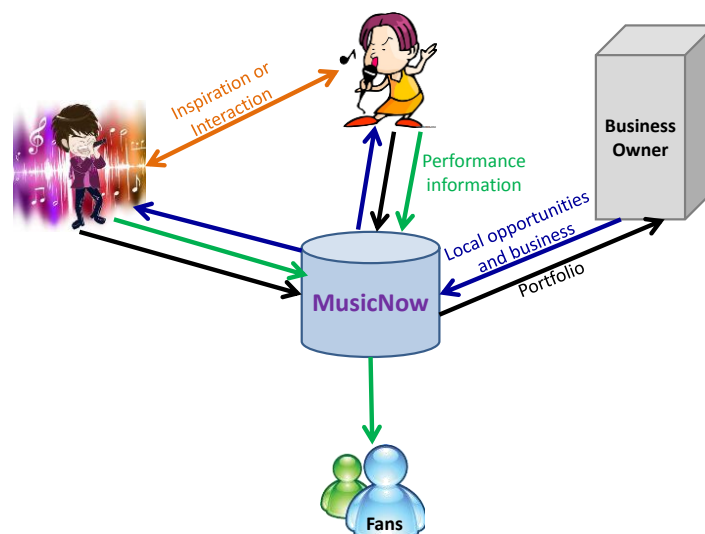 Inspiration or
Interaction
Business
Owner
Performance
information
Local opportunities
and business
Portfolio
MusicNow
Fans